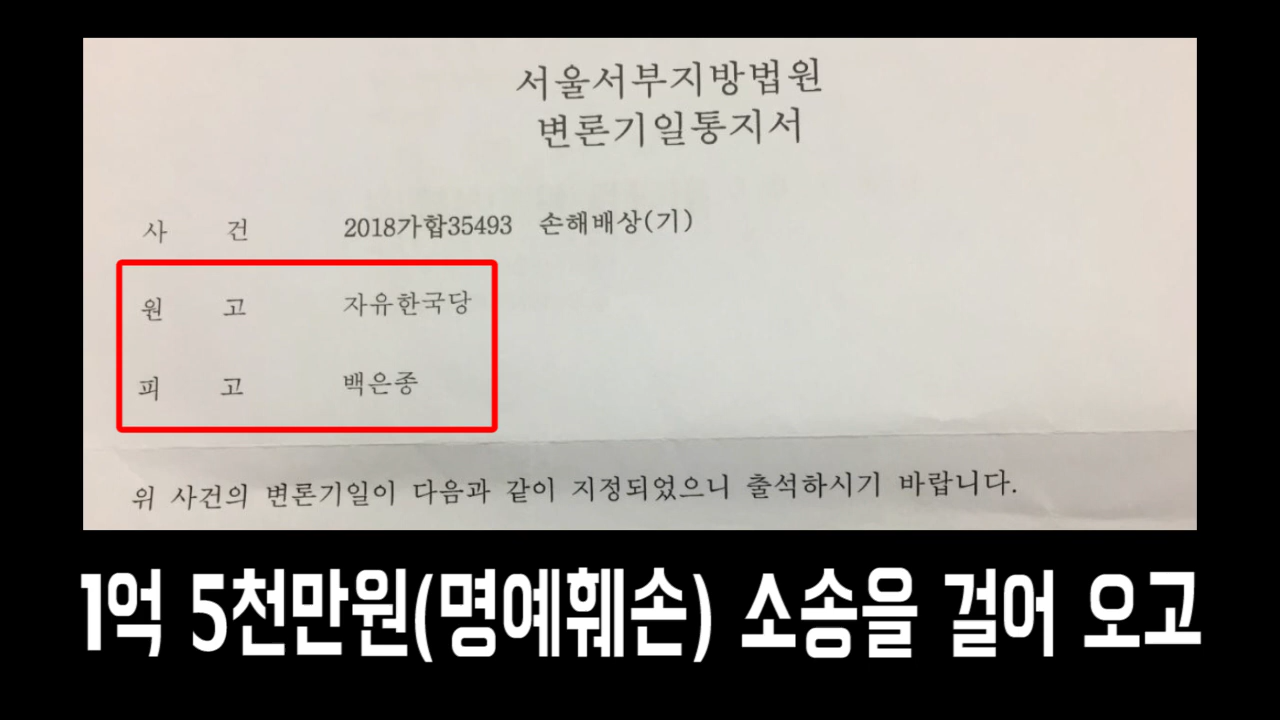 서울서부지방법원
변론기일통지서
사 건 2018가합35493 손해배상(기)
원 고 자유한국당
피 고 백은종
위 사건의 변론기일이 다음과 같이 지정되었으니 출석하시기 바랍니다.
1억 5천만원(명예훼손) 소송을 걸어 오고